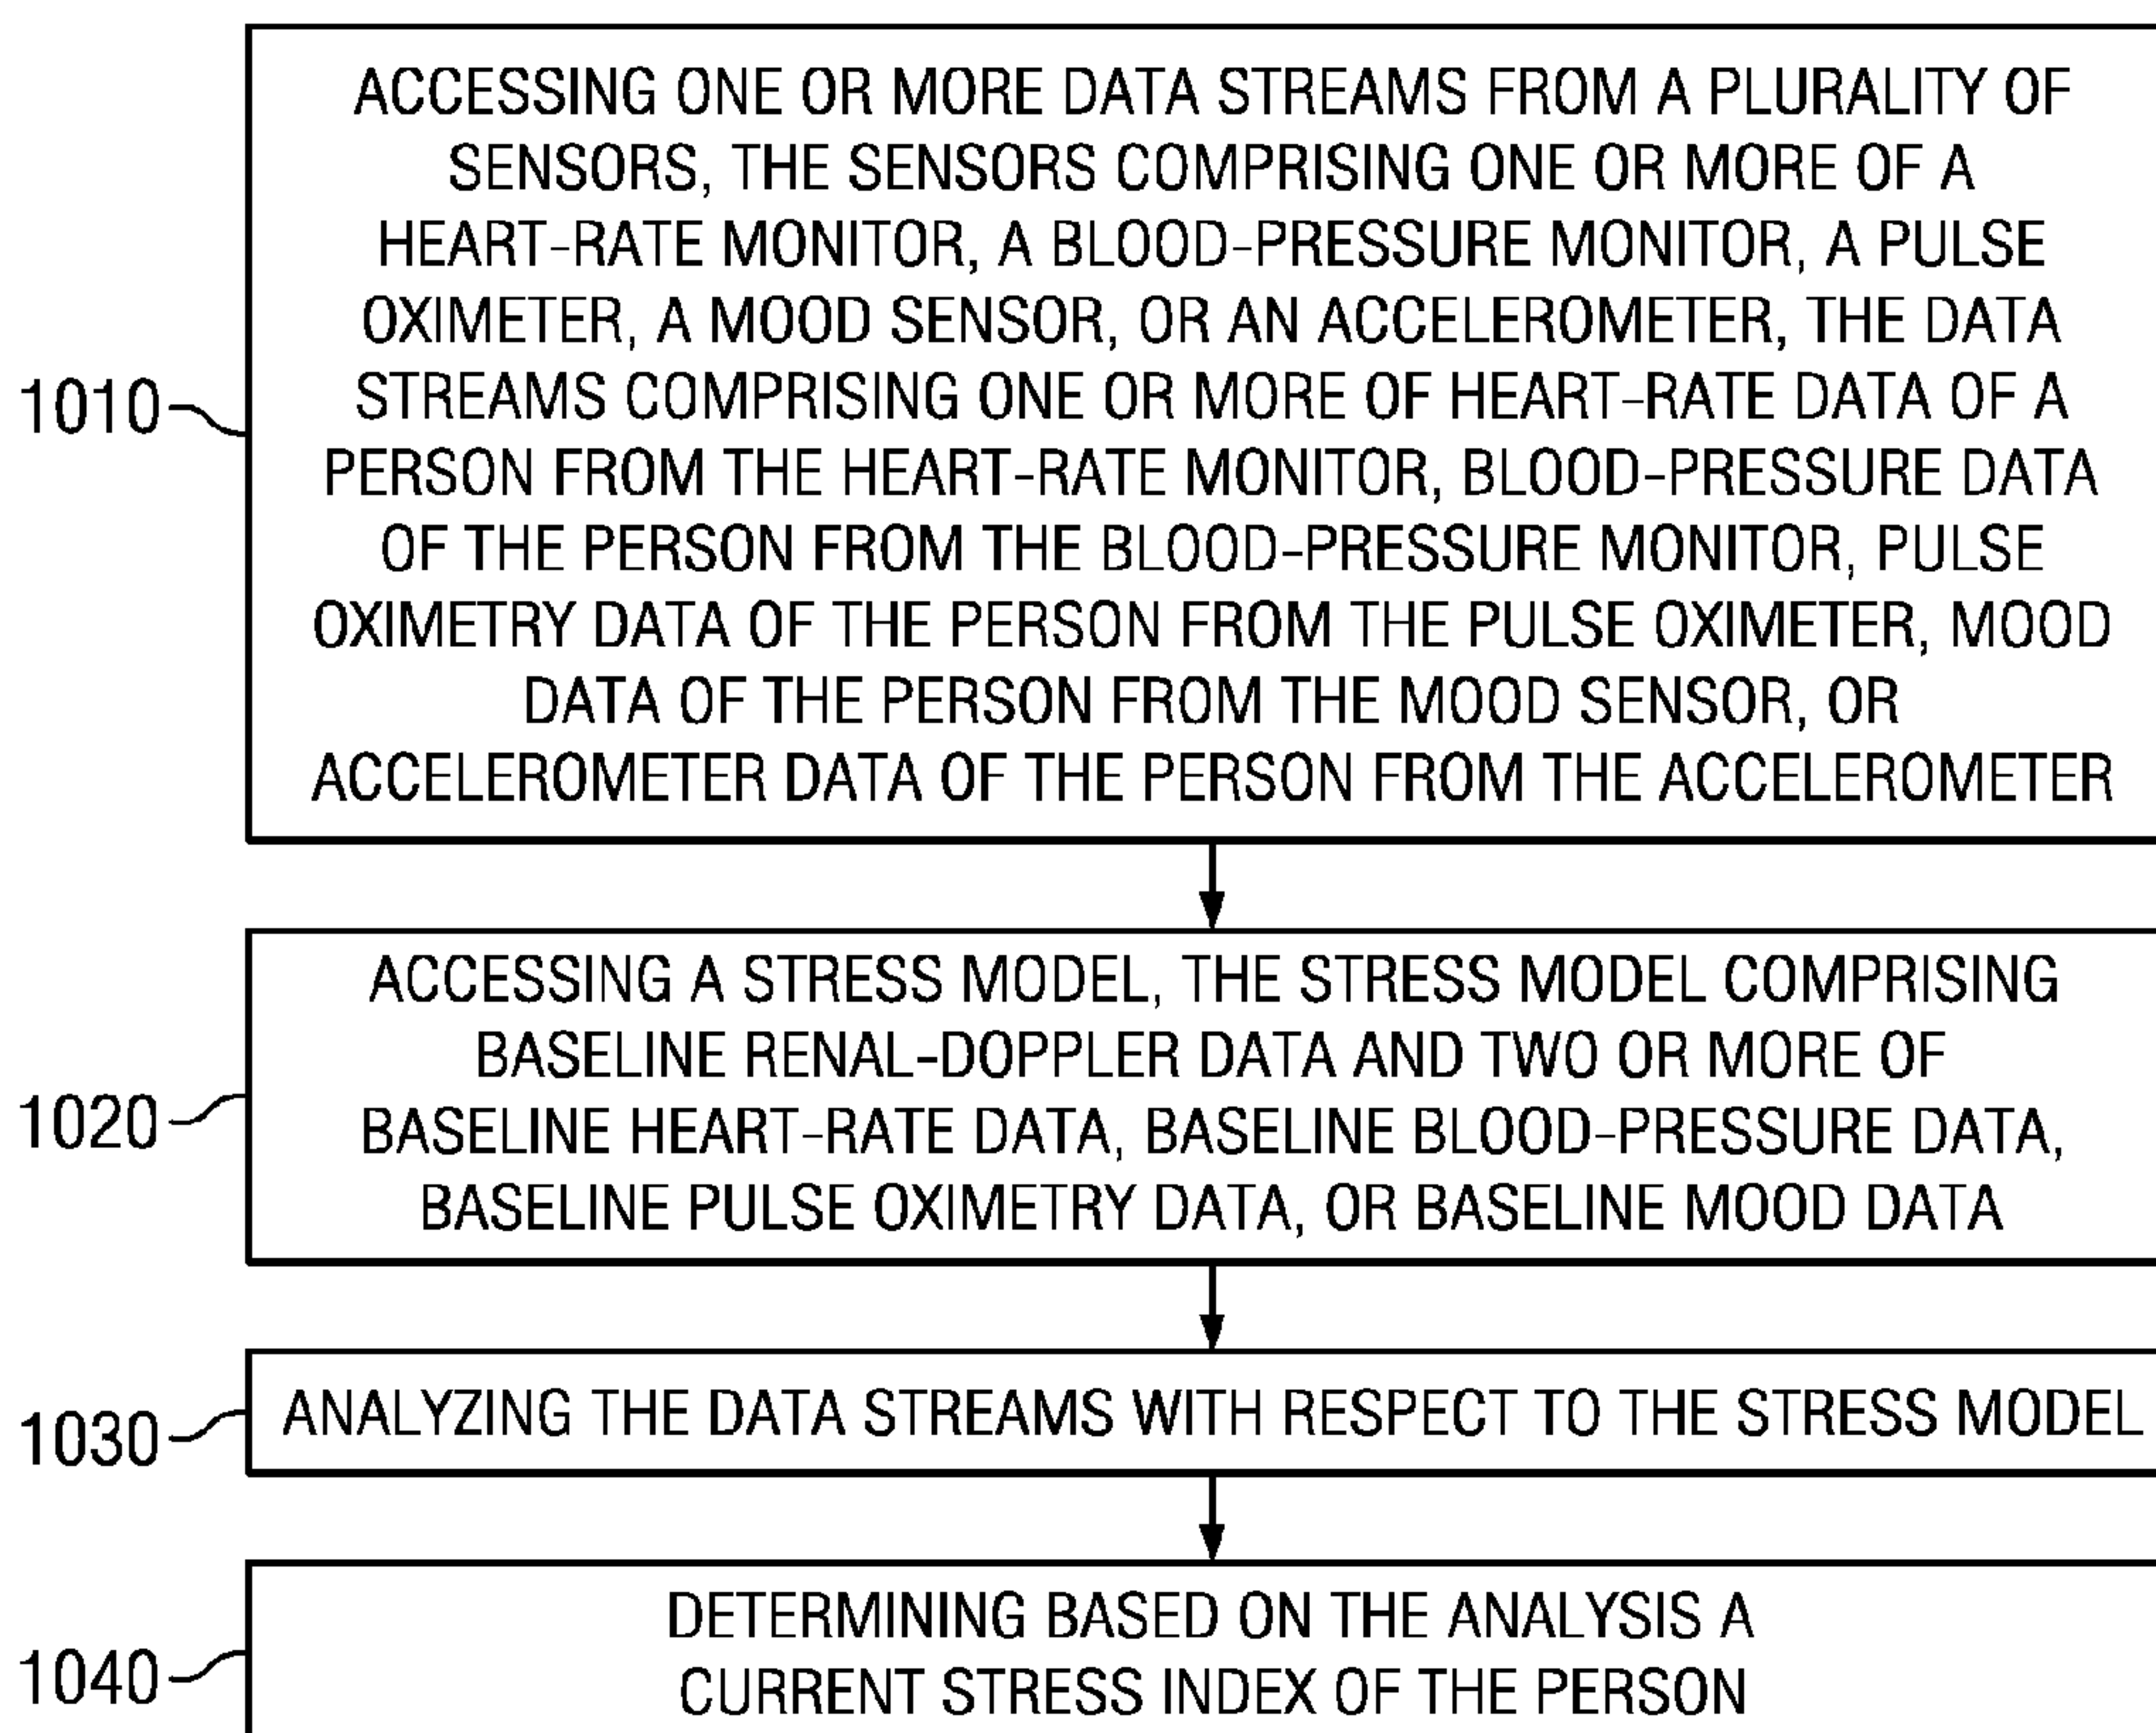 ACCESSING ONE OR MORE DATA STREAMS FROM A PLURALITY OF
SENSORS, THE SENSORS COMPRISING ONE OR MORE OF A
HEART-RATE MONITOR, A BLOOD-PRESSURE MONITOR, A PULSE
OXIMETER, A MOOD SENSOR, OR AN ACCELEROMETER, THE DATA
STREAMS COMPRISING ONE OR MORE OF HEART-RATE DATA OF A
PERSON FROM THE HEART-RATE MONITOR, BLOOD-PRESSURE DATA
OF THE PERSON FROM THE BLOOD-PRESSURE MONITOR, PULSE
OXIMETRY DATA OF THE PERSON FROM THE PULSE OXIMETER, MOOD
DATA OF THE PERSON FROM THE MOOD SENSOR, OR
ACCELEROMETER DATA OF THE PERSON FROM THE ACCELEROMETER
1010
ACCESSING A STRESS MODEL, THE STRESS MODEL COMPRISING
BASELINE RENAL-DOPPLER DATA AND TWO OR MORE OF
BASELINE HEART-RATE DATA, BASELINE BLOOD-PRESSURE DATA,
BASELINE PULSE OXIMETRY DATA, OR BASELINE MOOD DATA
1020
ANALYZING THE DATA STREAMS WITH RESPECT TO THE STRESS MODEL
1030
DETERMINING BASED ON THE ANALYSIS A
CURRENT STRESS INDEX OF THE PERSON
1040